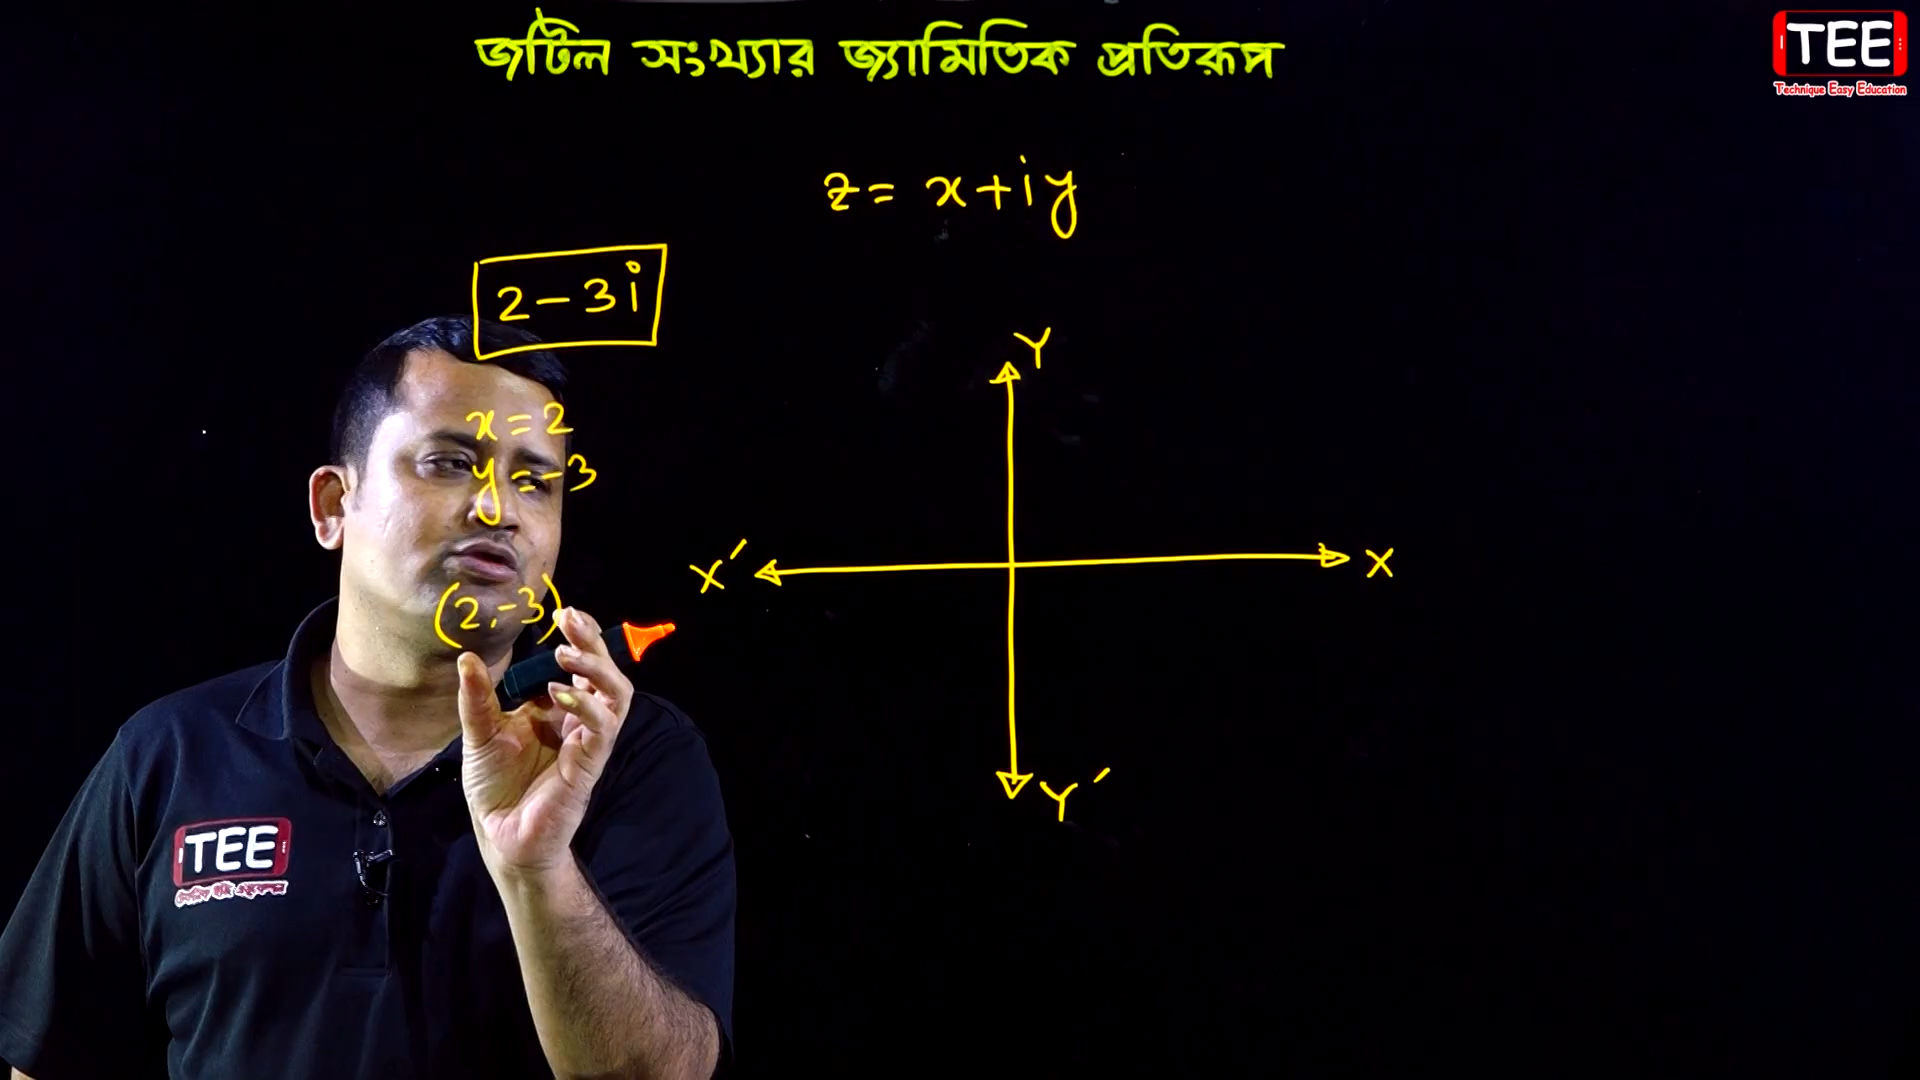 জটিল সংখ্যার জ্যামিতিক প্রতিরূপ
TEE
Technique Easy Education
z = x + iy
2 - 3i
x = 2
y = -3
(2, -3)
Y
X′
X
Y′
TEE